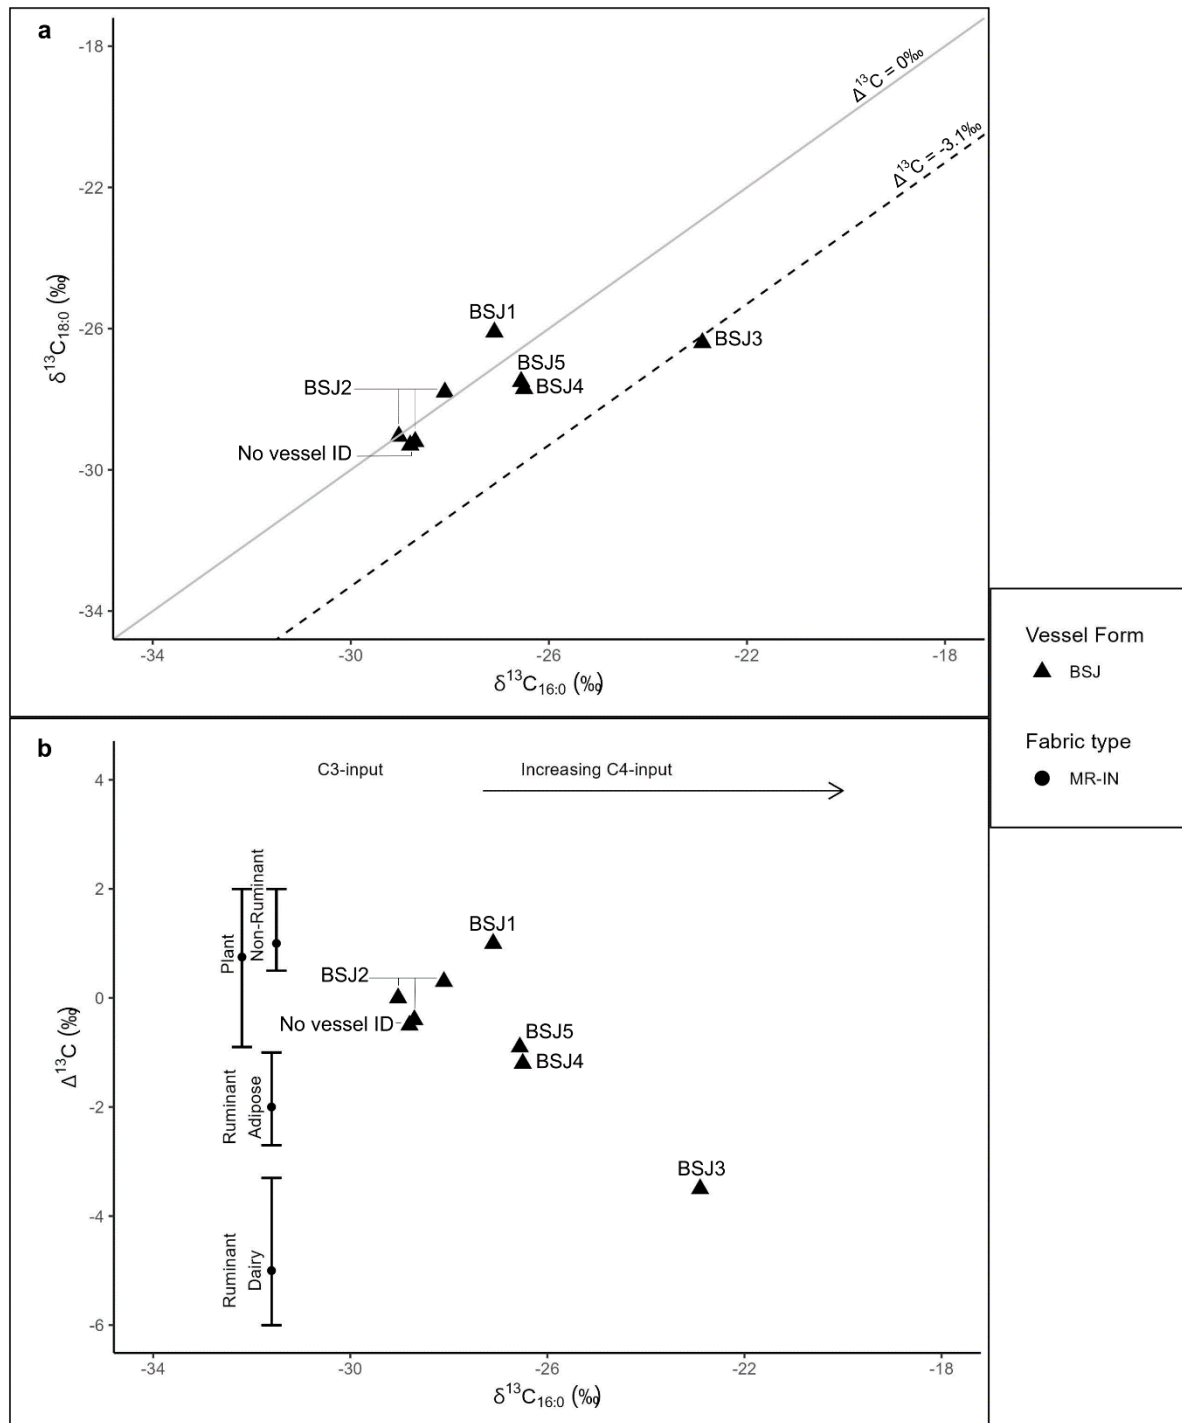 a
-18
-22
-26
-30
-34
δ¹³C₁₈:₀ (‰)
Δ¹³C = 0‰
Δ¹³C = -3.1‰
BSJ1
BSJ3
BSJ5
BSJ4
BSJ2
No vessel ID
-34 -30 -26 -22 -18
δ¹³C₁₆:₀ (‰)
Vessel Form
BSJ
Fabric type
MR-IN
b
C3-input Increasing C4-input
4
2
0
-2
-4
-6
Δ¹³C (‰)
Plant
Non-Ruminant
Ruminant
Adipose
Ruminant
Dairy
BSJ1
BSJ2
No vessel ID
BSJ5
BSJ4
BSJ3
-34 -30 -26 -22 -18
δ¹³C₁₆:₀ (‰)